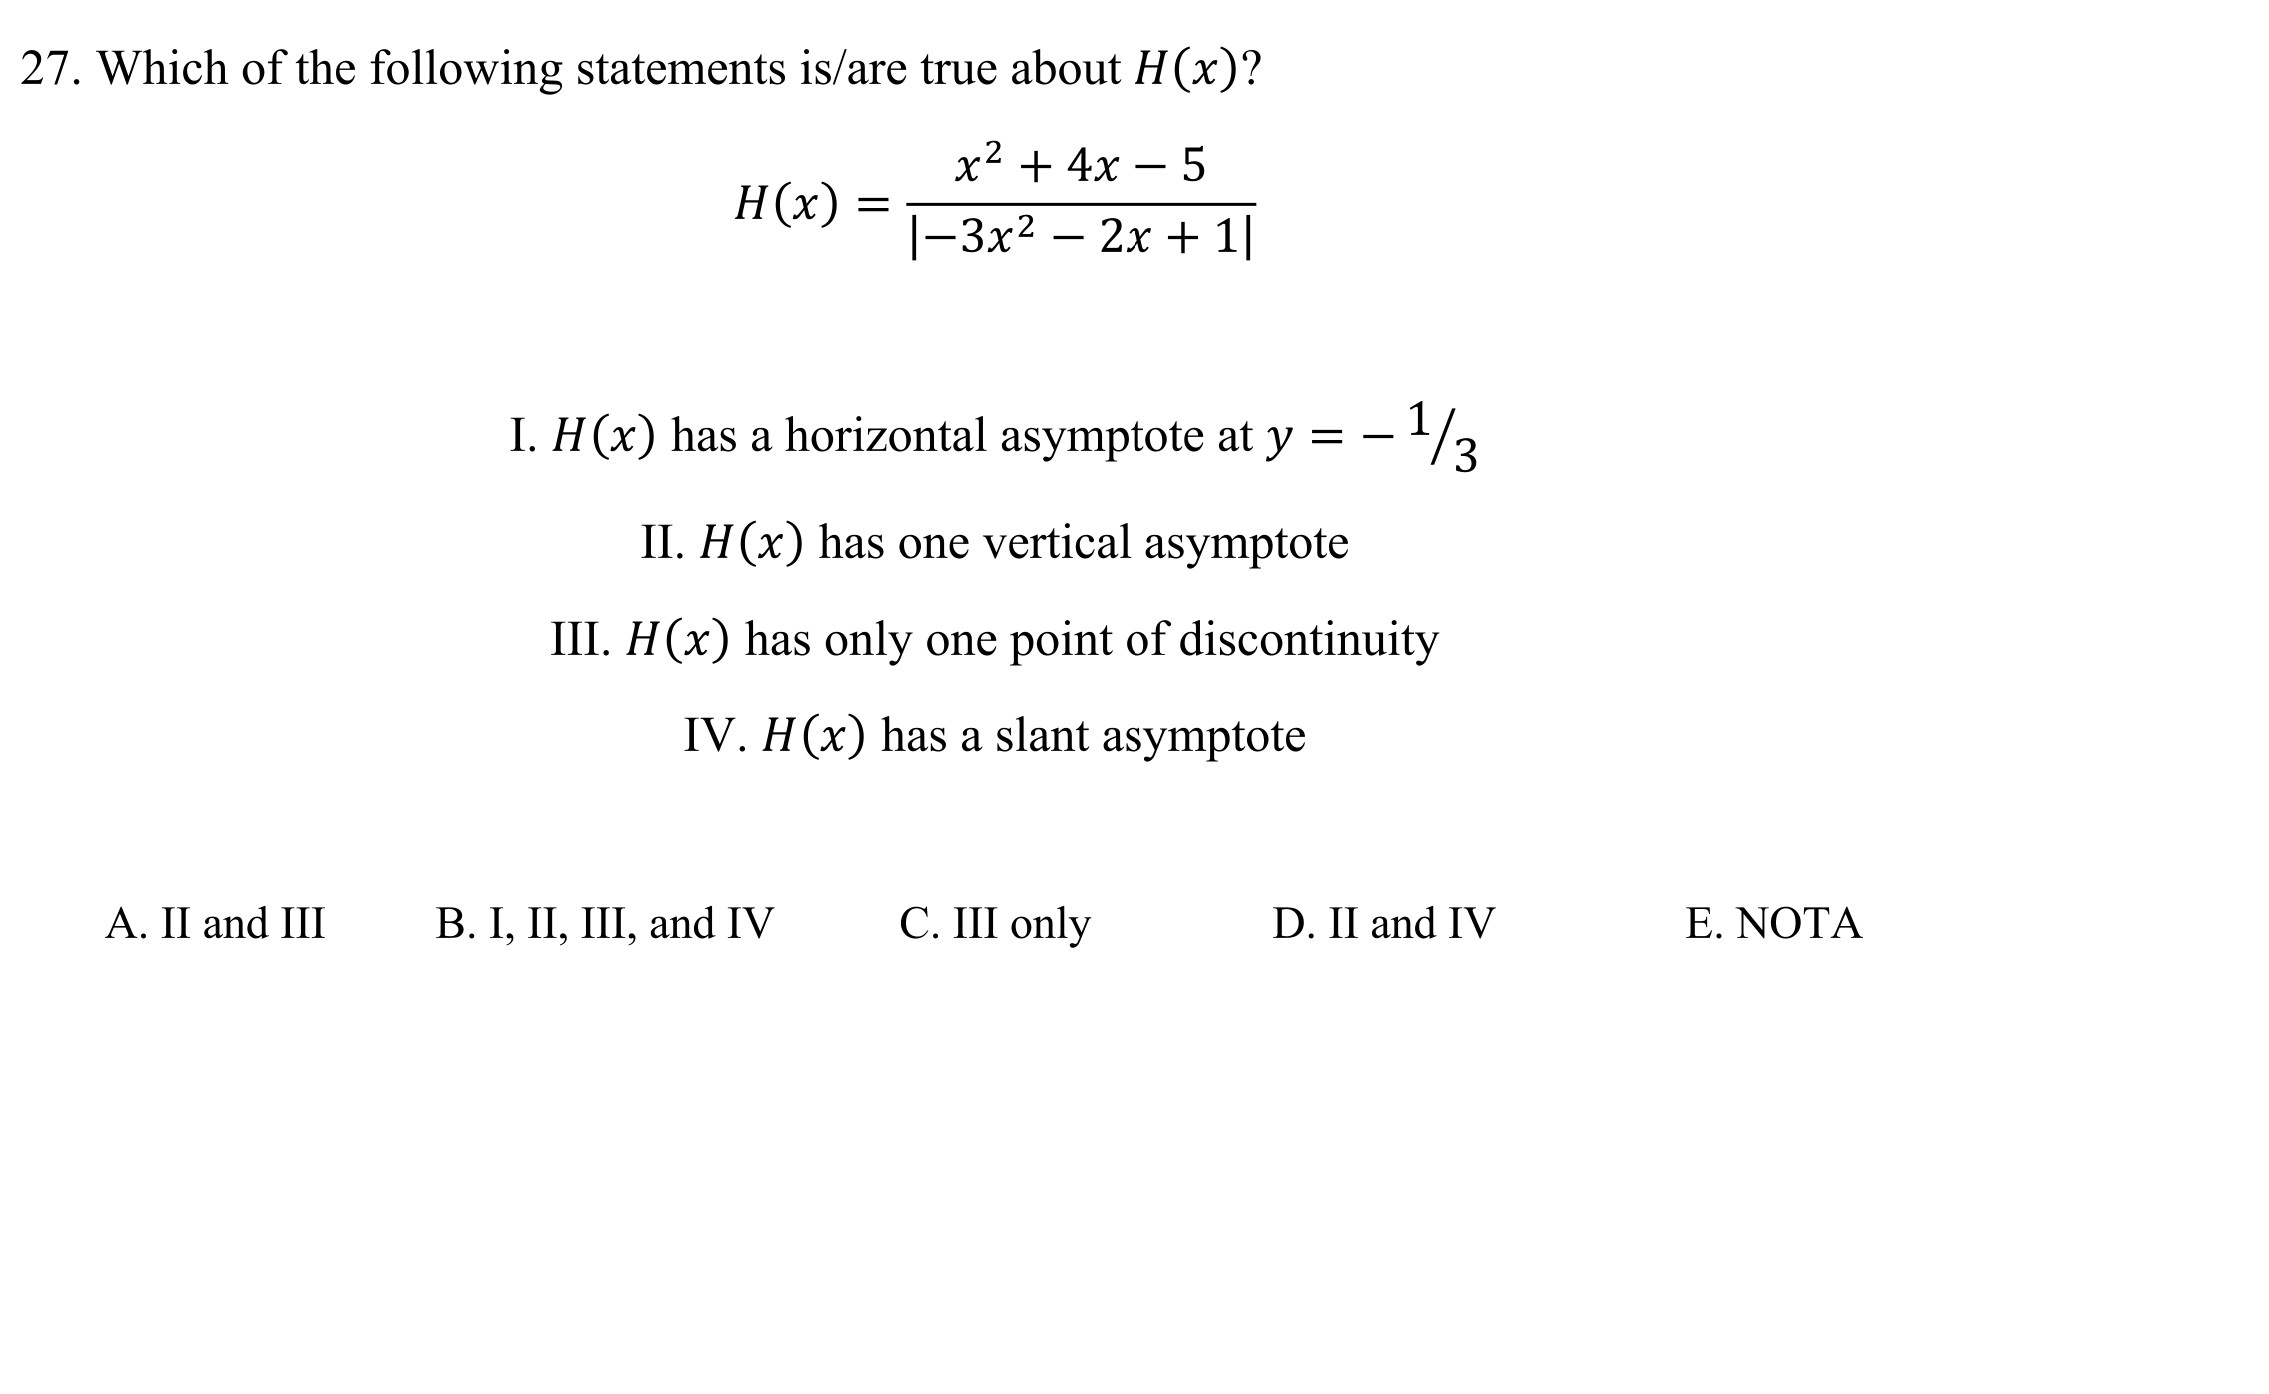 27. Which of the following statements is/are true about H(x)?
H(x) = \frac{x^2 + 4x − 5}{|−3x^2 − 2x + 1|}
I. H(x) has a horizontal asymptote at y = − 1/3
II. H(x) has one vertical asymptote
III. H(x) has only one point of discontinuity
IV. H(x) has a slant asymptote
A. II and III B. I, II, III, and IV C. III only D. II and IV E. NOTA